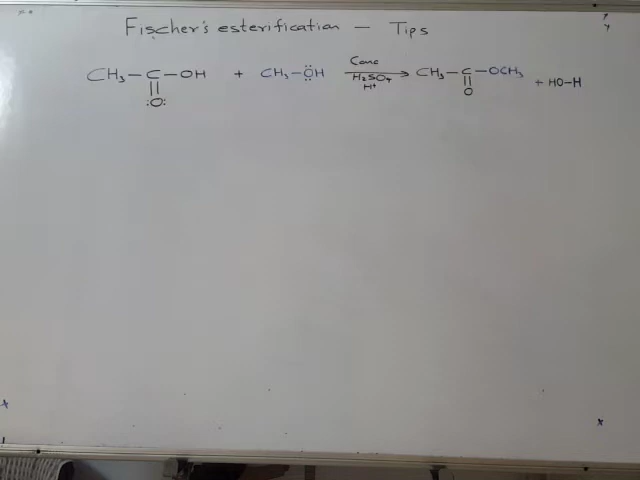 Fischer's esterification – Tips
CH₃–C–OH + CH₃–ÖH Conc H₂SO₄ H⁺ → CH₃–C–OCH₃ + HO–H
:O: O